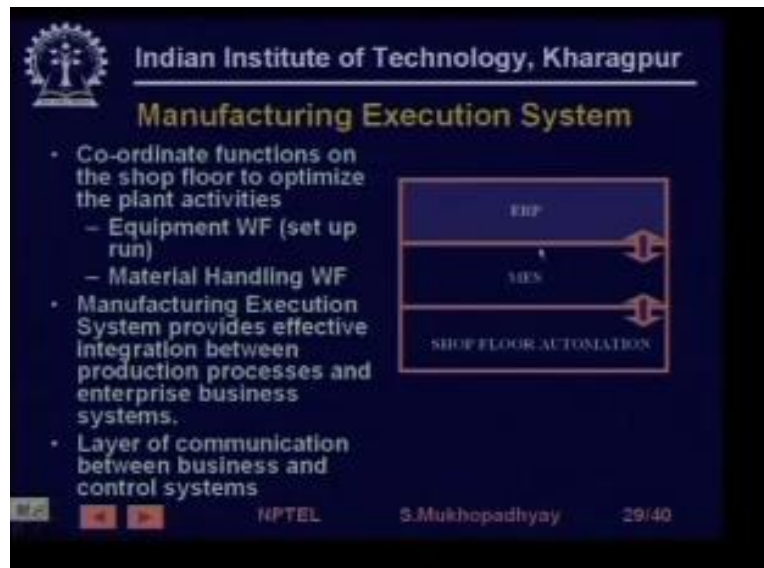 Indian Institute of Technology, Kharagpur
Manufacturing Execution System
• Co-ordinate functions on
the shop floor to optimize
the plant activities
– Equipment WF (set up
run)
– Material Handling WF
• Manufacturing Execution
System provides effective
integration between
production processes and
enterprise business
systems.
• Layer of communication
between business and
control systems
ERP
MES
SHOP FLOOR AUTOMATION
NPTEL S.Mukhopadhyay 29/40